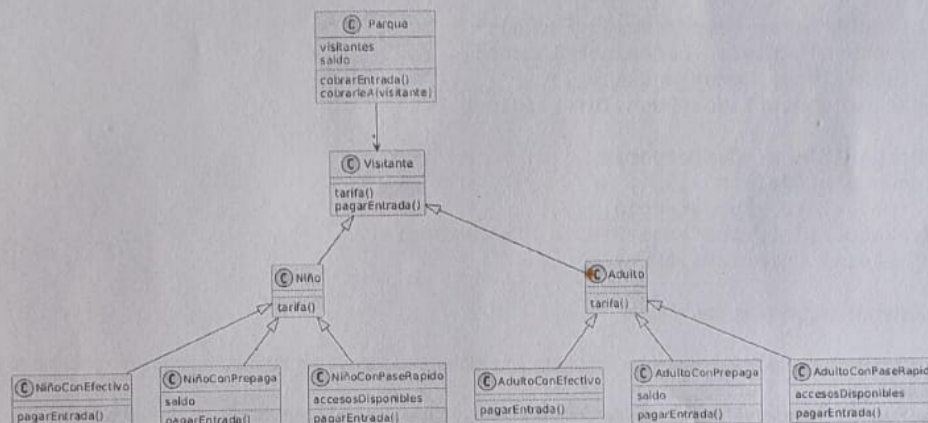 C Parque
visitantes
saldo
cobrarEntrada()
cobrarleA(visitante)
*
C Visitante
tarifa()
pagarEntrada()
C Niño
tarifa()
C Adulto
tarifa()
C NiñoConEfectivo
pagarEntrada()
C NiñoConPrepaga
saldo
pagarEntrada()
C NiñoConPaseRapido
accesosDisponibles
pagarEntrada()
C AdultoConEfectivo
pagarEntrada()
C AdultoConPrepaga
saldo
pagarEntrada()
C AdultoConPaseRapid
accesosDisponibles
pagarEntrada()